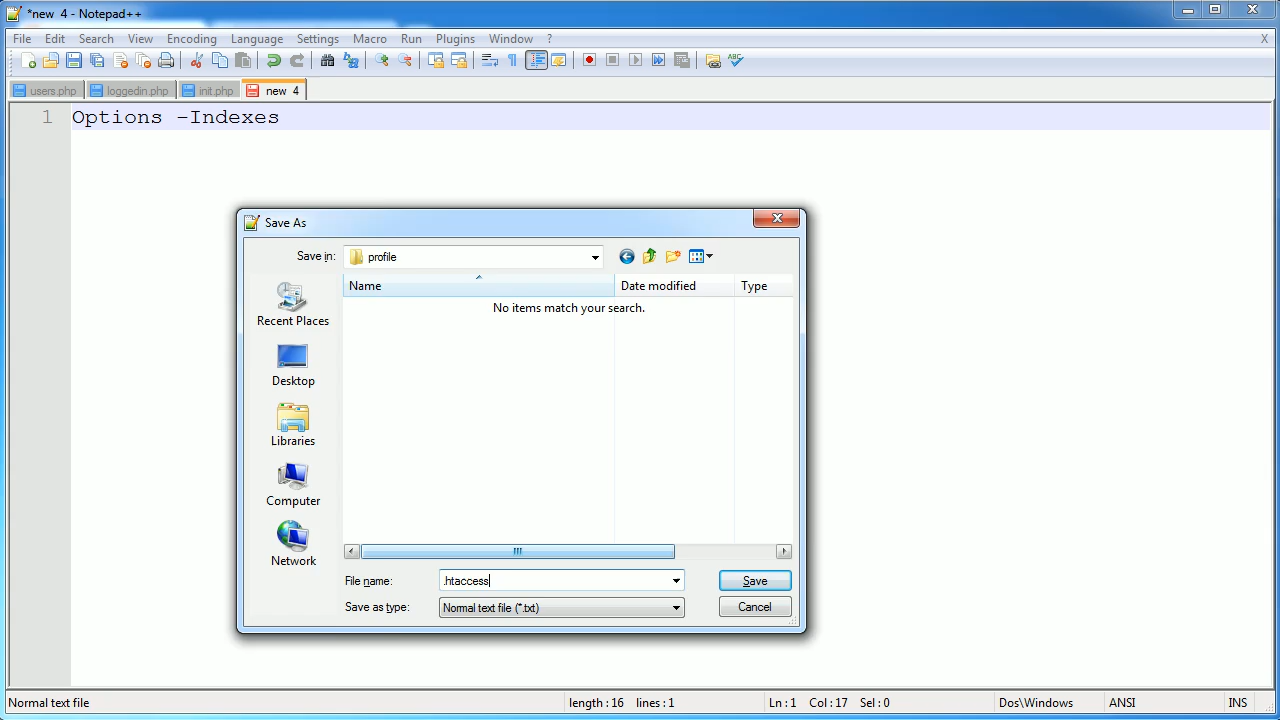 *new  4 - Notepad++
File Edit Search View Encoding Language Settings Macro Run Plugins Window ? X
users.php loggedin.php init.php new  4
1 Options -Indexes
Save As
Save in: profile
Name Date modified Type
No items match your search.
Recent Places
Desktop
Libraries
Computer
Network
File name: .htaccess Save
Save as type: Normal text file (*.txt) Cancel
Normal text file length : 16 lines : 1 Ln : 1 Col : 17 Sel : 0 Dos\Windows ANSI INS